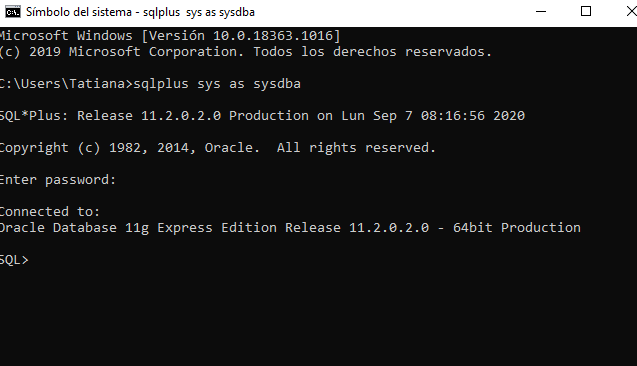 Símbolo del sistema - sqlplus  sys as sysdba
Microsoft Windows [Versión 10.0.18363.1016]
(c) 2019 Microsoft Corporation. Todos los derechos reservados.
C:\Users\Tatiana>sqlplus sys as sysdba
SQL*Plus: Release 11.2.0.2.0 Production on Lun Sep 7 08:16:56 2020
Copyright (c) 1982, 2014, Oracle.  All rights reserved.
Enter password:
Connected to:
Oracle Database 11g Express Edition Release 11.2.0.2.0 - 64bit Production
SQL>